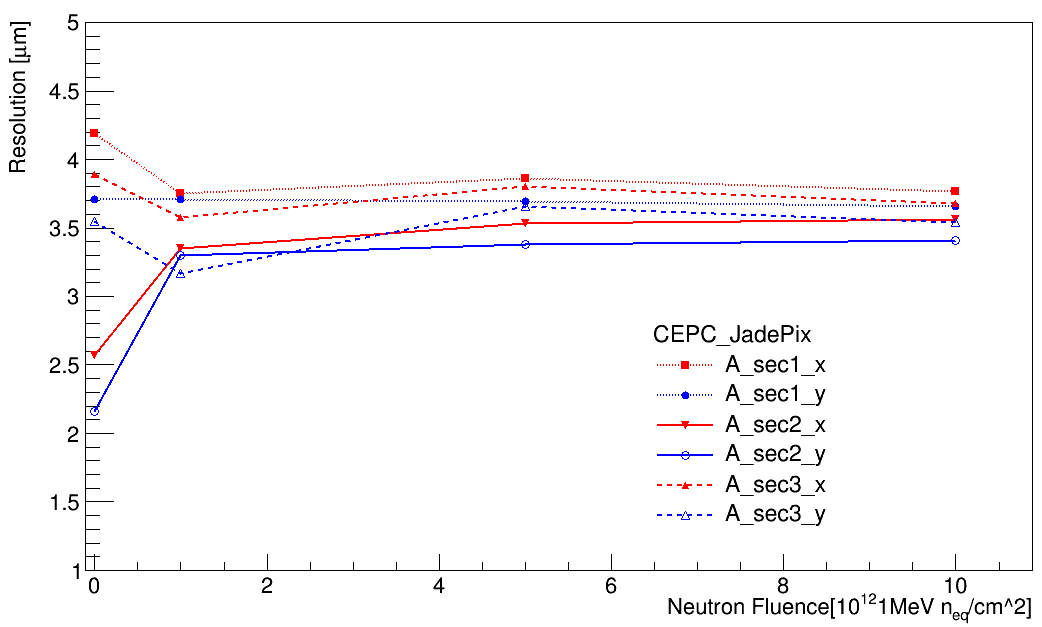 Resolution [μm]
5
4.5
4
3.5
3
2.5
2
1.5
1
0 2 4 6 8 10
CEPC_JadePix
A_sec1_x
A_sec1_y
A_sec2_x
A_sec2_y
A_sec3_x
A_sec3_y
Neutron Fluence[10¹²1MeV n_eq/cm^2]